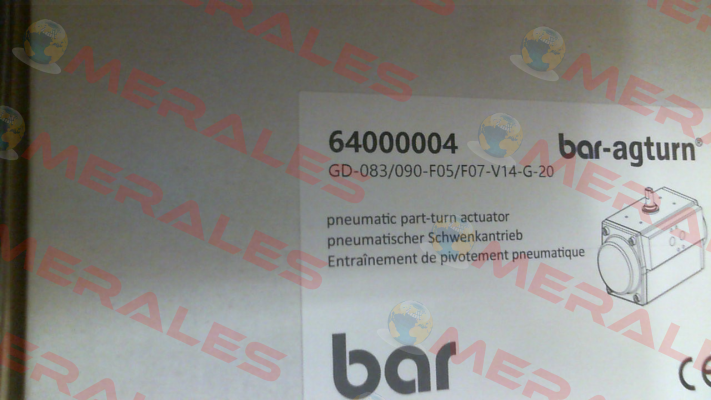 64000004 bar-agturn®
GD-083/090-F05/F07-V14-G-20
pneumatic part-turn actuator
pneumatischer Schwenkantrieb
Entraînement de pivotement pneumatique
bar CE
MERALES
MERALES
MERALES
MERALES
MERALES
MERALES